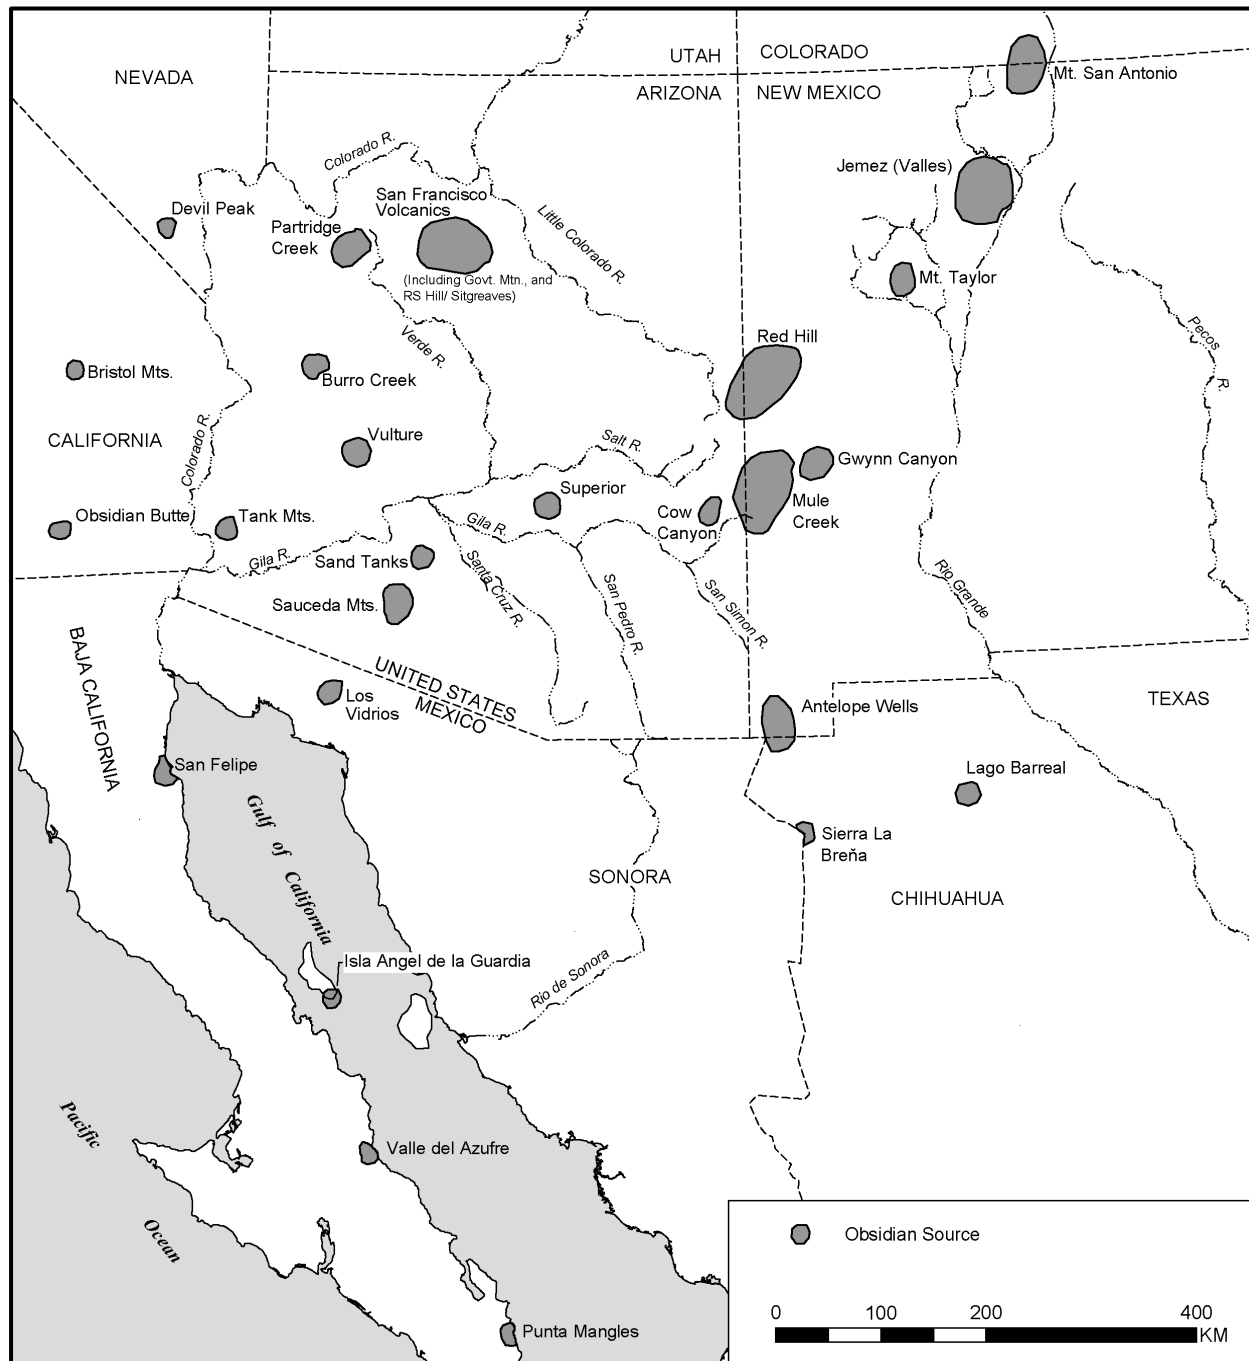 NEVADA
UTAH
COLORADO
ARIZONA
NEW MEXICO
Mt. San Antonio
Colorado R.
Jemez (Valles)
San Francisco
Volcanics
Devil Peak
Partridge
Creek
Little Colorado R.
(Including Govt. Mtn., and
RS Hill/ Sitgreaves)
Mt. Taylor
Verde R.
Red Hill
Pecos
R.
Bristol Mts.
Burro Creek
CALIFORNIA
Colorado R.
Vulture
Salt R.
Gwynn Canyon
Superior
Mule
Creek
Cow
Canyon
Obsidian Butte
Tank Mts.
Gila R.
Gila R.
Sand Tanks
Santa Cruz R.
San Pedro R.
San Simon R.
Rio Grande
Sauceda Mts.
BAJA CALIFORNIA
UNITED STATES
MEXICO
Los
Vidrios
Antelope Wells
TEXAS
San Felipe
Lago Barreal
Gulf of California
Sierra La
Breňa
SONORA
CHIHUAHUA
Isla Angel de la Guardia
Rio de Sonora
Pacific
Ocean
Valle del Azufre
Punta Mangles
Obsidian Source
0 100 200 400
KM